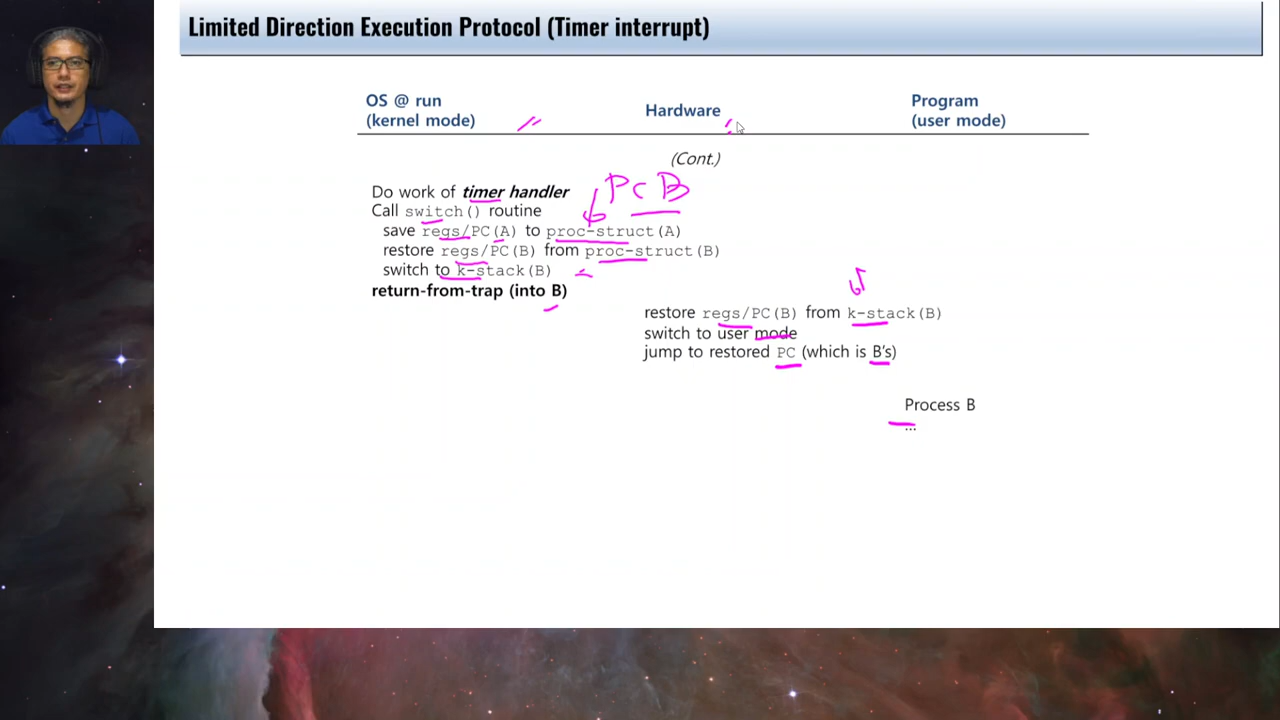 Limited Direction Execution Protocol (Timer interrupt)
OS @ run
(kernel mode)
Hardware
Program
(user mode)
(Cont.)
Do work of timer handler
PCB
Call switch() routine
save regs/PC(A) to proc-struct(A)
restore regs/PC(B) from proc-struct(B)
switch to k-stack(B)
return-from-trap (into B)
restore regs/PC(B) from k-stack(B)
switch to user mode
jump to restored PC (which is B's)
Process B
...